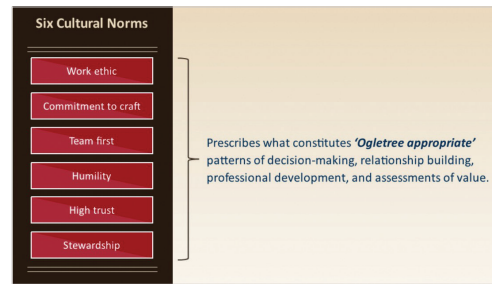 Six Cultural Norms
Work ethic
Commitment to craft
Team first
Humility
High trust
Stewardship
Prescribes what constitutes ‘Ogletree appropriate’
patterns of decision-making, relationship building,
professional development, and assessments of value.